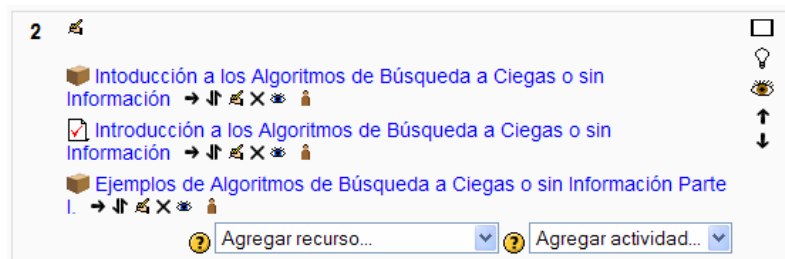 2
Intoducción a los Algoritmos de Búsqueda a Ciegas o sin
Información
Introducción a los Algoritmos de Búsqueda a Ciegas o sin
Información
Ejemplos de Algoritmos de Búsqueda a Ciegas o sin Información Parte
I.
Agregar recurso... Agregar actividad...